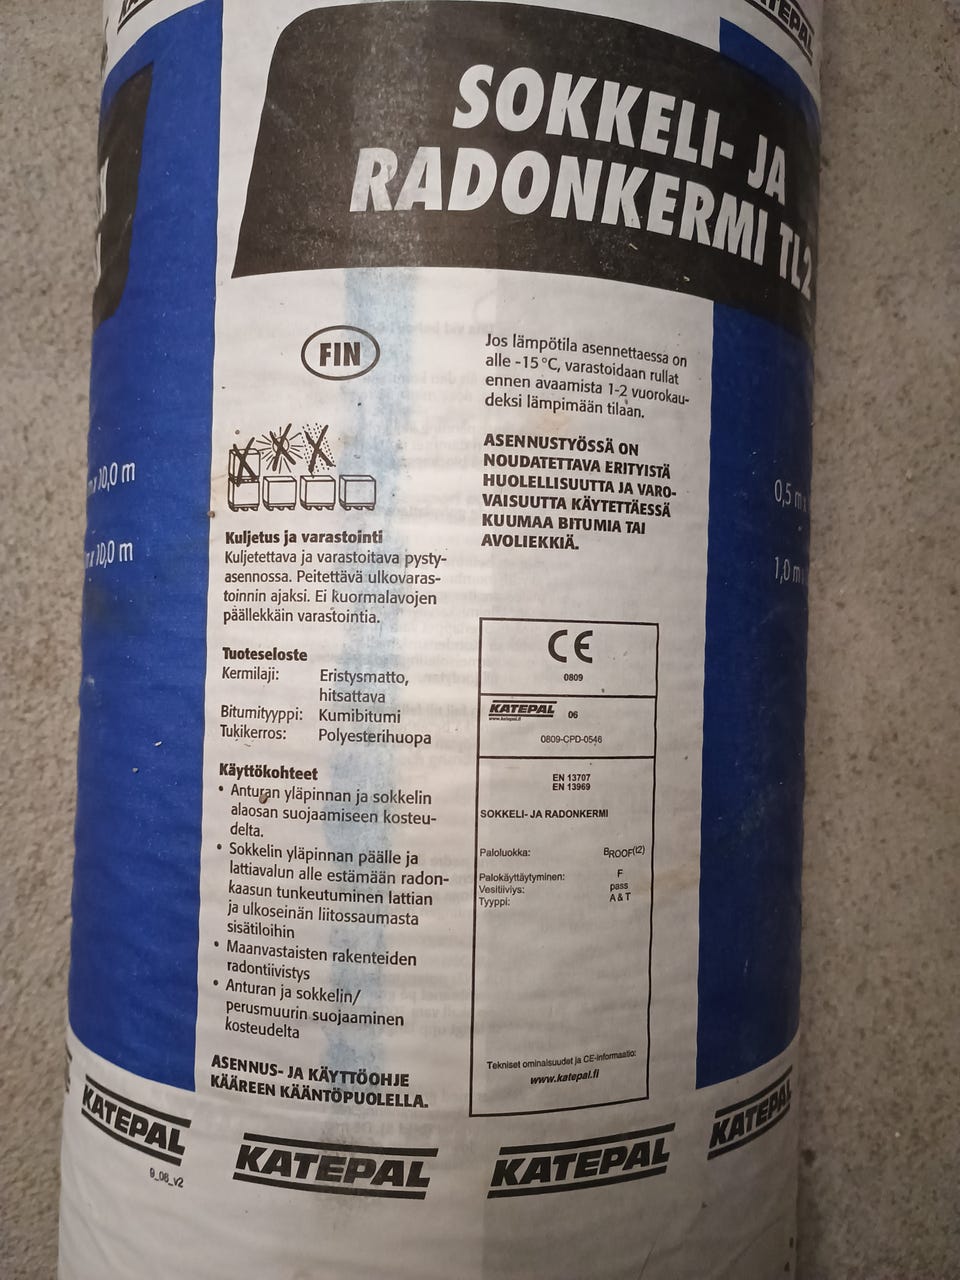 KATEPAL
SOKKELI- JA
RADONKERMI TL2
FIN
Kuljetus ja varastointi
Kuljetettava ja varastoitava pysty-
asennossa. Peitettävä ulkovaras-
toinnin ajaksi. Ei kuormalavojen
päällekkäin varastointia.
Tuoteseloste
Kermilaji: Eristysmatto,
hitsattava
Bitumityyppi: Kumibitumi
Tukikerros: Polyesterihuopa
Käyttökohteet
• Anturan yläpinnan ja sokkelin
alaosan suojaamiseen kosteu-
delta.
• Sokkelin yläpinnan päälle ja
lattiavalun alle estämään radon-
kaasun tunkeutuminen lattian
ja ulkoseinän liitossaumasta
sisätiloihin
• Maanvastaisten rakenteiden
radontiivistys
• Anturan ja sokkelin/
perusmuurin suojaaminen
kosteudelta
ASENNUS- JA KÄYTTÖOHJE
KÄÄREEN KÄÄNTÖPUOLELLA.
Jos lämpötila asennettaessa on
alle -15 °C, varastoidaan rullat
ennen avaamista 1-2 vuorokau-
deksi lämpimään tilaan.
ASENNUSTYÖSSÄ ON
NOUDATETTAVA ERITYISTÄ
HUOLELLISUUTTA JA VARO-
VAISUUTTA KÄYTETTÄESSÄ
KUUMAA BITUMIA TAI
AVOLIEKKIÄ.
CE
0809
KATEPAL 06
www.katepal.fi
0809-CPD-0546
EN 13707
EN 13969
SOKKELI- JA RADONKERMI
Paloluokka: BROOF(t2)
Palokäyttäytyminen: F
Vesitiiviys: pass
Tyyppi: A & T
Tekniset ominaisuudet ja CE-informaatio:
www.katepal.fi
x 10,0 m
x 10,0 m
0,5 m x
1,0 m
KATEPAL
KATEPAL
KATEPAL
KATEPAL
9_06_v2